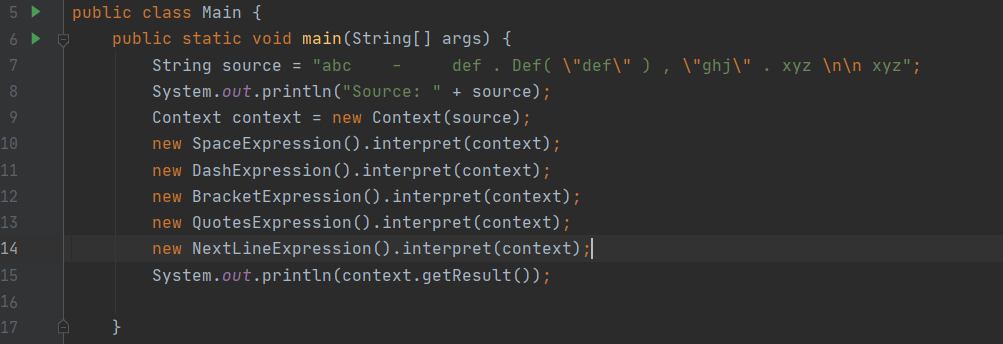 5 public class Main {
6     public static void main(String[] args) {
7         String source = "abc    -     def . Def( \"def\" ) , \"ghj\" . xyz \n\n xyz";
8         System.out.println("Source: " + source);
9         Context context = new Context(source);
10         new SpaceExpression().interpret(context);
11         new DashExpression().interpret(context);
12         new BracketExpression().interpret(context);
13         new QuotesExpression().interpret(context);
14         new NextLineExpression().interpret(context);
15         System.out.println(context.getResult());
16
17     }